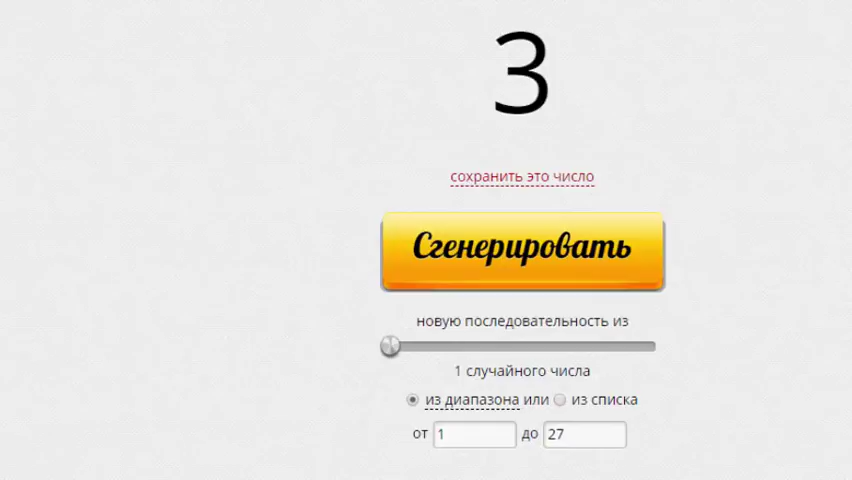 3
сохранить это число
Сгенерировать
новую последовательность из
1 случайного числа
из диапазона или из списка
от 1 до 27